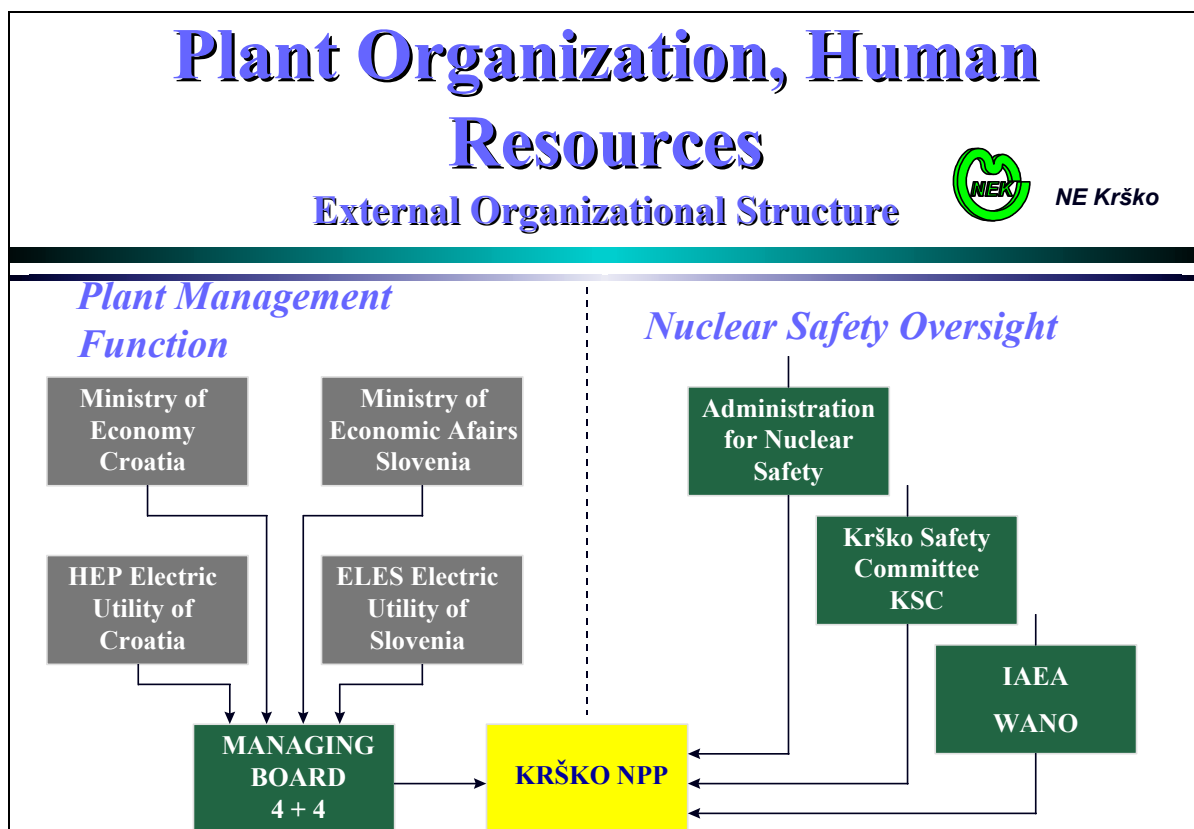 Plant Organization, Human
Resources
External Organizational Structure
NEK
NE Krško
Plant Management
Function
Nuclear Safety Oversight
Ministry of
Economy
Croatia
Ministry of
Economic Afairs
Slovenia
Administration
for Nuclear
Safety
HEP Electric
Utility of
Croatia
ELES Electric
Utility of
Slovenia
Krško Safety
Committee
KSC
IAEA
WANO
MANAGING
BOARD
4 + 4
KRŠKO NPP